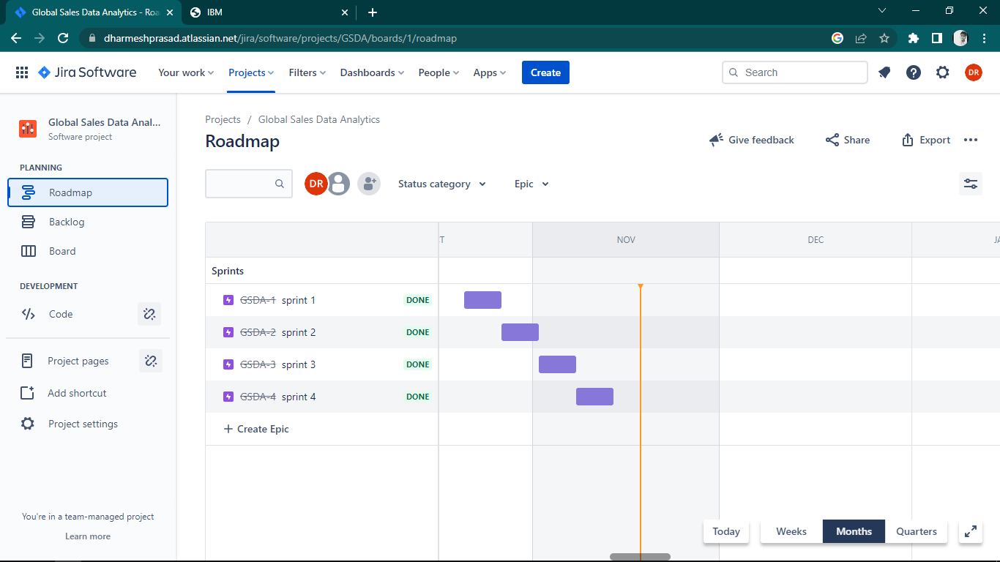 Global Sales Data Analytics - Roa
IBM
dharmeshprasad.atlassian.net/jira/software/projects/GSDA/boards/1/roadmap
Jira Software
Your work
Projects
Filters
Dashboards
People
Apps
Create
Search
DR
Global Sales Data Anal...
Software project
PLANNING
Roadmap
Backlog
Board
DEVELOPMENT
Code
Project pages
Add shortcut
Project settings
You're in a team-managed project
Learn more
Projects / Global Sales Data Analytics
Roadmap
Give feedback
Share
Export
DR
Status category
Epic
T
NOV
DEC
JA
Sprints
GSDA-1 sprint 1 DONE
GSDA-2 sprint 2 DONE
GSDA-3 sprint 3 DONE
GSDA-4 sprint 4 DONE
+ Create Epic
Today
Weeks
Months
Quarters